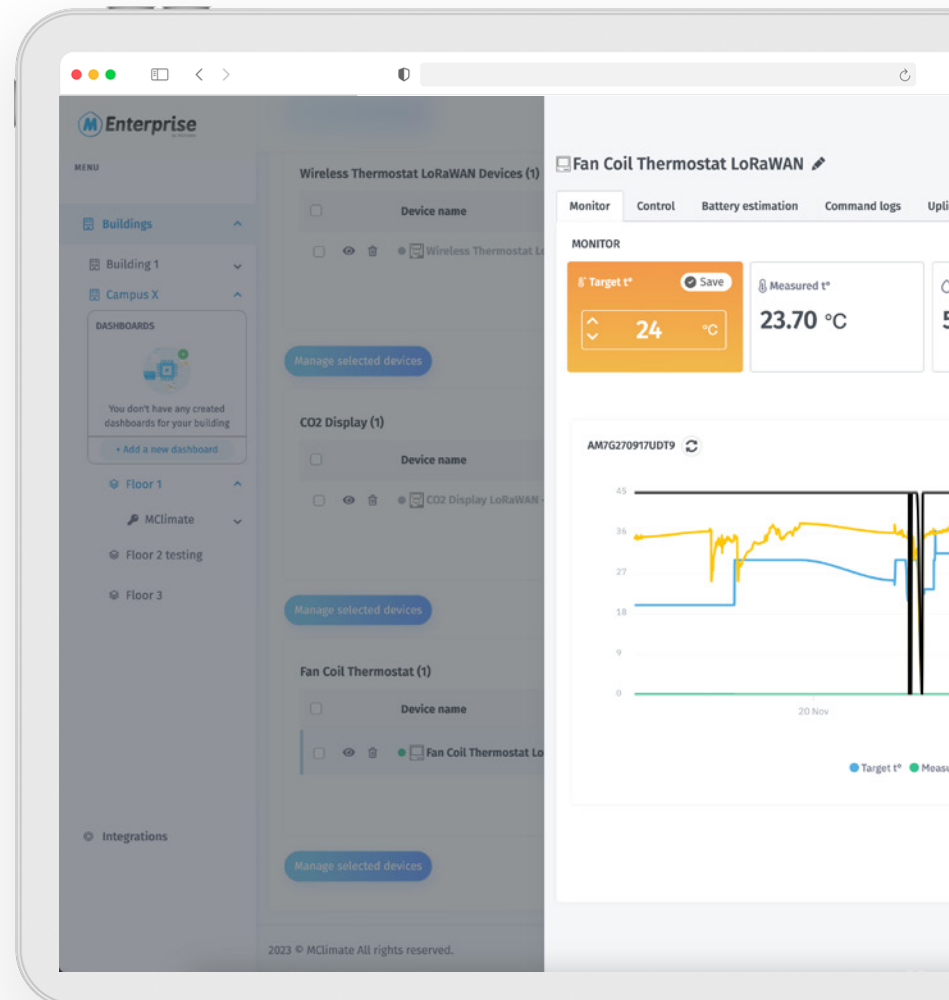 M Enterprise
MENU
Buildings
Building 1
Campus X
DASHBOARDS
You don't have any created
dashboards for your building
+ Add a new dashboard
Floor 1
MClimate
Floor 2 testing
Floor 3
Integrations
Wireless Thermostat LoRaWAN Devices (1)
Device name
Wireless Thermostat Lo
Manage selected devices
CO2 Display (1)
Device name
CO2 Display LoRaWAN -
Manage selected devices
Fan Coil Thermostat (1)
Device name
Fan Coil Thermostat Lo
Manage selected devices
2023 © MClimate All rights reserved.
Fan Coil Thermostat LoRaWAN
Monitor Control Battery estimation Command logs Upli
MONITOR
Target t° Save
24 °C
Measured t°
23.70 °C
5
AM7G270917UDT9
45
36
27
18
9
0
20 Nov
Target t° Measu